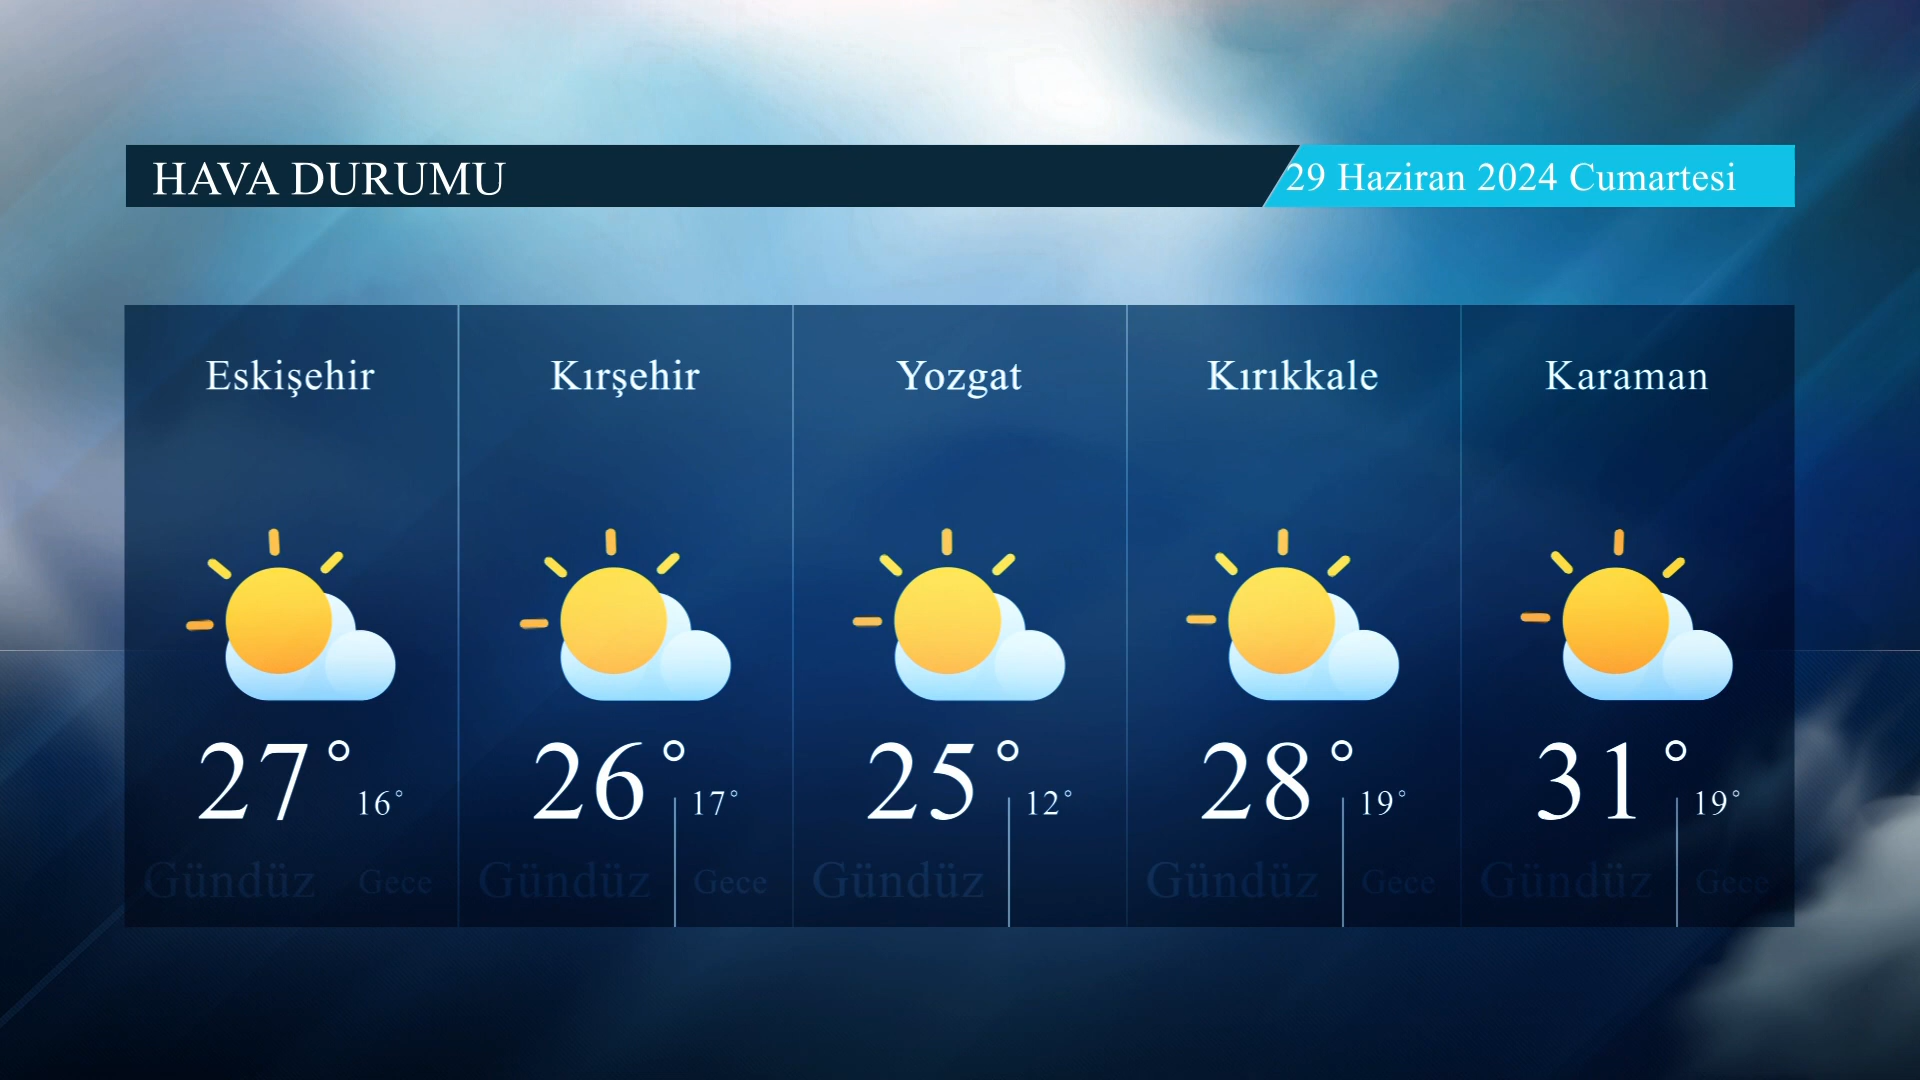 HAVA DURUMU
29 Haziran 2024 Cumartesi
Eskişehir
27° 16°
Gündüz Gece
Kırşehir
26° 17°
Gündüz Gece
Yozgat
25° 12°
Gündüz
Kırıkkale
28° 19°
Gündüz Gece
Karaman
31° 19°
Gündüz Gece